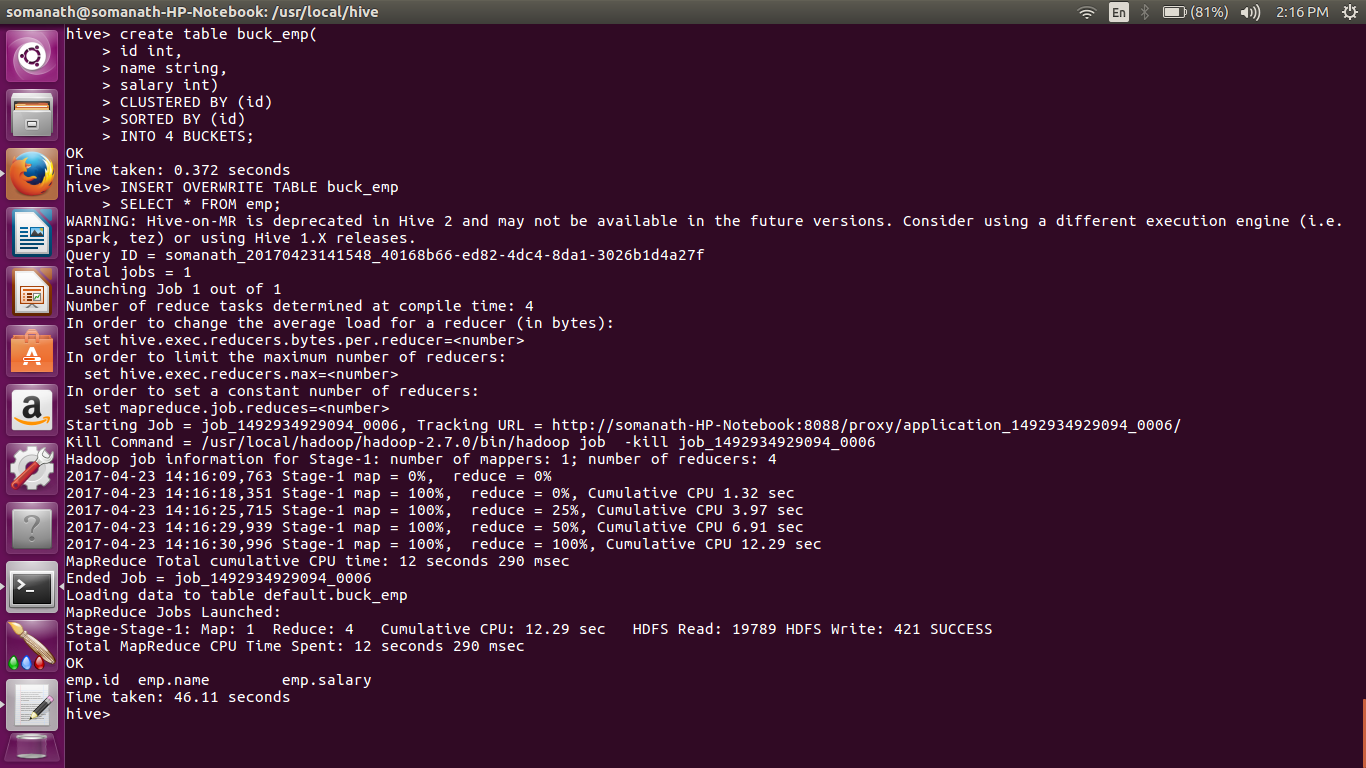 somanath@somanath-HP-Notebook: /usr/local/hive
En
(81%)
2:16 PM
hive> create table buck_emp(
    > id int,
    > name string,
    > salary int)
    > CLUSTERED BY (id)
    > SORTED BY (id)
    > INTO 4 BUCKETS;
OK
Time taken: 0.372 seconds
hive> INSERT OVERWRITE TABLE buck_emp
    > SELECT * FROM emp;
WARNING: Hive-on-MR is deprecated in Hive 2 and may not be available in the future versions. Consider using a different execution engine (i.e.
spark, tez) or using Hive 1.X releases.
Query ID = somanath_20170423141548_40168b66-ed82-4dc4-8da1-3026b1d4a27f
Total jobs = 1
Launching Job 1 out of 1
Number of reduce tasks determined at compile time: 4
In order to change the average load for a reducer (in bytes):
  set hive.exec.reducers.bytes.per.reducer=<number>
In order to limit the maximum number of reducers:
  set hive.exec.reducers.max=<number>
In order to set a constant number of reducers:
  set mapreduce.job.reduces=<number>
Starting Job = job_1492934929094_0006, Tracking URL = http://somanath-HP-Notebook:8088/proxy/application_1492934929094_0006/
Kill Command = /usr/local/hadoop/hadoop-2.7.0/bin/hadoop job  -kill job_1492934929094_0006
Hadoop job information for Stage-1: number of mappers: 1; number of reducers: 4
2017-04-23 14:16:09,763 Stage-1 map = 0%,  reduce = 0%
2017-04-23 14:16:18,351 Stage-1 map = 100%,  reduce = 0%, Cumulative CPU 1.32 sec
2017-04-23 14:16:25,715 Stage-1 map = 100%,  reduce = 25%, Cumulative CPU 3.97 sec
2017-04-23 14:16:29,939 Stage-1 map = 100%,  reduce = 50%, Cumulative CPU 6.91 sec
2017-04-23 14:16:30,996 Stage-1 map = 100%,  reduce = 100%, Cumulative CPU 12.29 sec
MapReduce Total cumulative CPU time: 12 seconds 290 msec
Ended Job = job_1492934929094_0006
Loading data to table default.buck_emp
MapReduce Jobs Launched:
Stage-Stage-1: Map: 1  Reduce: 4   Cumulative CPU: 12.29 sec   HDFS Read: 19789 HDFS Write: 421 SUCCESS
Total MapReduce CPU Time Spent: 12 seconds 290 msec
OK
emp.id  emp.name        emp.salary
Time taken: 46.11 seconds
hive>